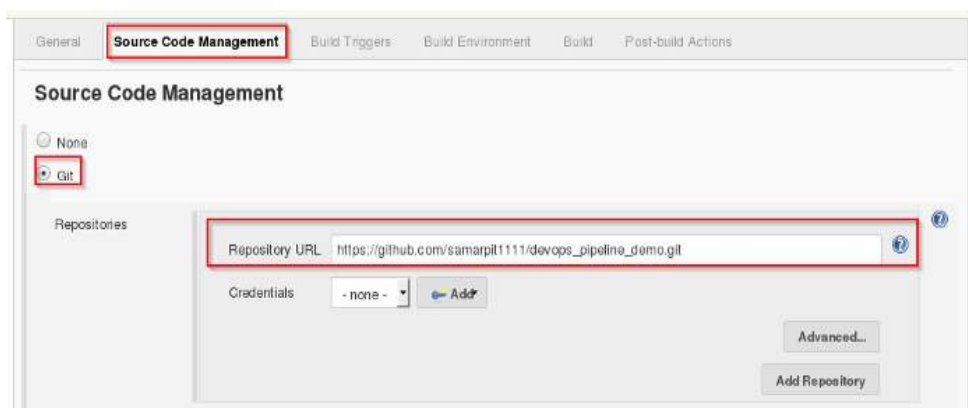 General Source Code Management Build Triggers Build Environment Build Post-build Actions
Source Code Management
None
Git
Repositories
Repository URL https://github.com/samarpit1111/devops_pipeline_demo.git
Credentials - none - Add
Advanced...
Add Repository